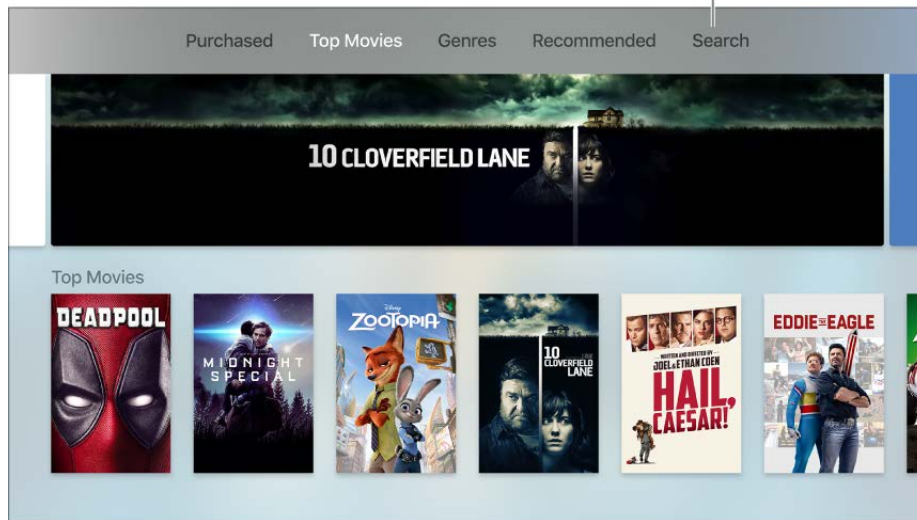 Purchased Top Movies Genres Recommended Search
10 CLOVERFIELD LANE
Top Movies
DEADPOOL
MIDNIGHT
SPECIAL
Disney
ZOOTOPIA
10 LANE
CLOVERFIELD
LANE
WRITTEN AND DIRECTED BY
JOEL & ETHAN COEN
HAIL,
CAESAR!
EDDIE THE EAGLE